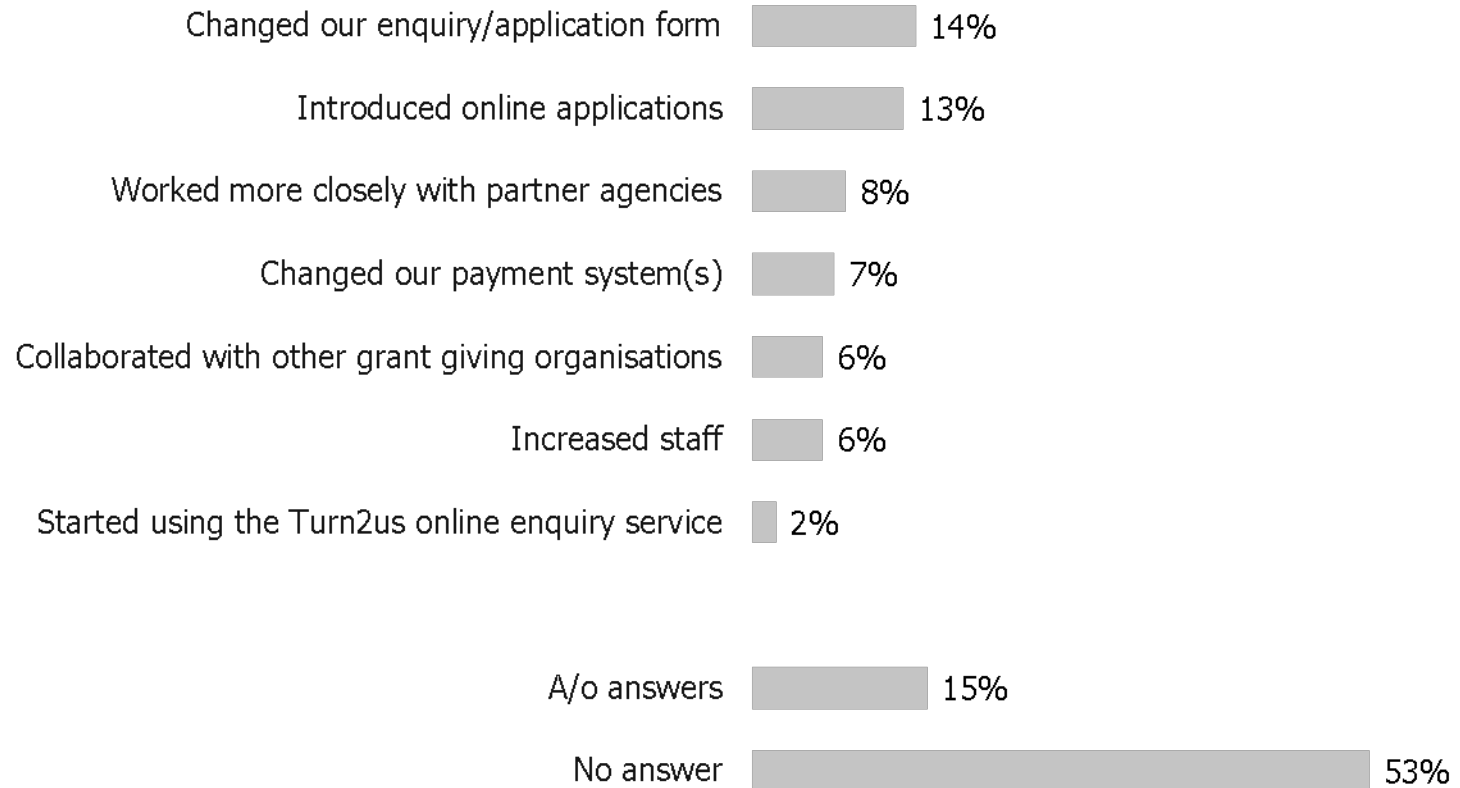 Changed our enquiry/application form 14%
Introduced online applications 13%
Worked more closely with partner agencies 8%
Changed our payment system(s) 7%
Collaborated with other grant giving organisations 6%
Increased staff 6%
Started using the Turn2us online enquiry service 2%
A/o answers 15%
No answer 53%